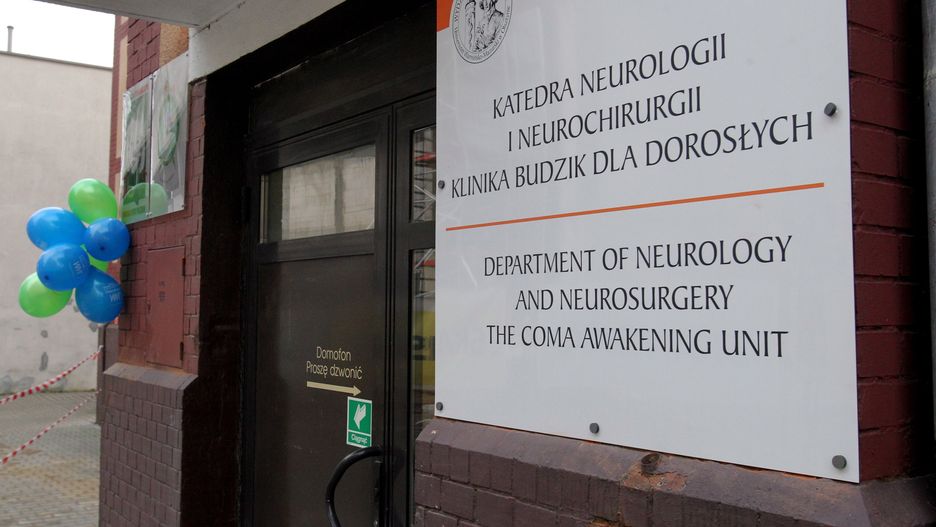 KATEDRA NEUROLOGII
I NEUROCHIRURGII
KLINIKA BUDZIK DLA DOROSŁYCH
DEPARTMENT OF NEUROLOGY
AND NEUROSURGERY
THE COMA AWAKENING UNIT
Domofon
Proszę dzwonić
Ciągnąć